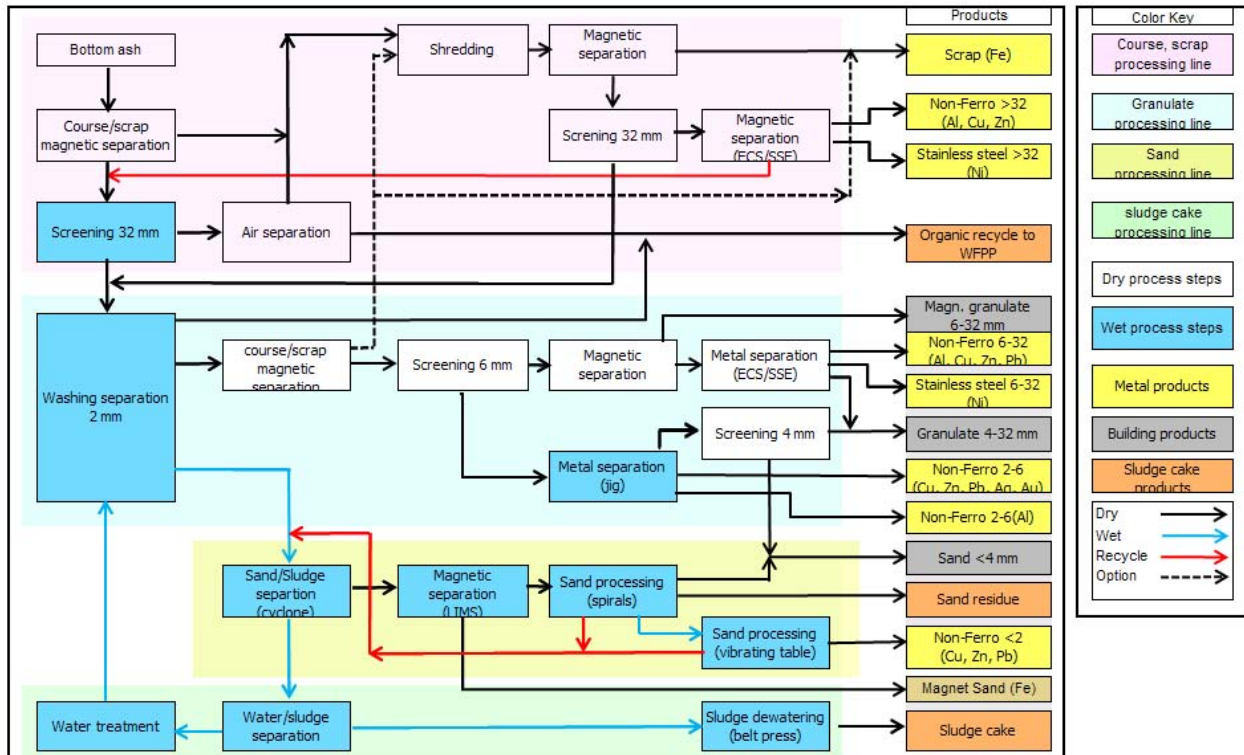 Products
Color Key
Bottom ash
Shredding
Magnetic
separation
Scrap (Fe)
Course, scrap
processing line
Course/scrap
magnetic separation
Screning 32 mm
Magnetic
separation
(ECS/SSE)
Non-Ferro >32
(Al, Cu, Zn)
Stainless steel >32
(Ni)
Granulate
processing line
Sand
processing line
Screening 32 mm
Air separation
Organic recycle to
WFPP
sludge cake
processing line
Dry process steps
Washing separation
2 mm
course/scrap
magnetic
separation
Screening 6 mm
Magnetic
separation
Metal separation
(ECS/SSE)
Magn. granulate
6-32 mm
Non-Ferro 6-32
(Al, Cu, Zn, Pb)
Stainless steel 6-32
(Ni)
Wet process steps
Metal products
Screening 4 mm
Granulate 4-32 mm
Building products
Metal separation
(jig)
Non-Ferro 2-6
(Cu, Zn, Pb, Ag, Au)
Non-Ferro 2-6(Al)
Sludge cake
products
Dry
Wet
Recycle
Option
Sand/Sludge
separtion
(cyclone)
Magnetic
separation
(LIMS)
Sand processing
(spirals)
Sand <4 mm
Sand residue
Sand processing
(vibrating table)
Non-Ferro <2
(Cu, Zn, Pb)
Magnet Sand (Fe)
Water treatment
Water/sludge
separation
Sludge dewatering
(belt press)
Sludge cake